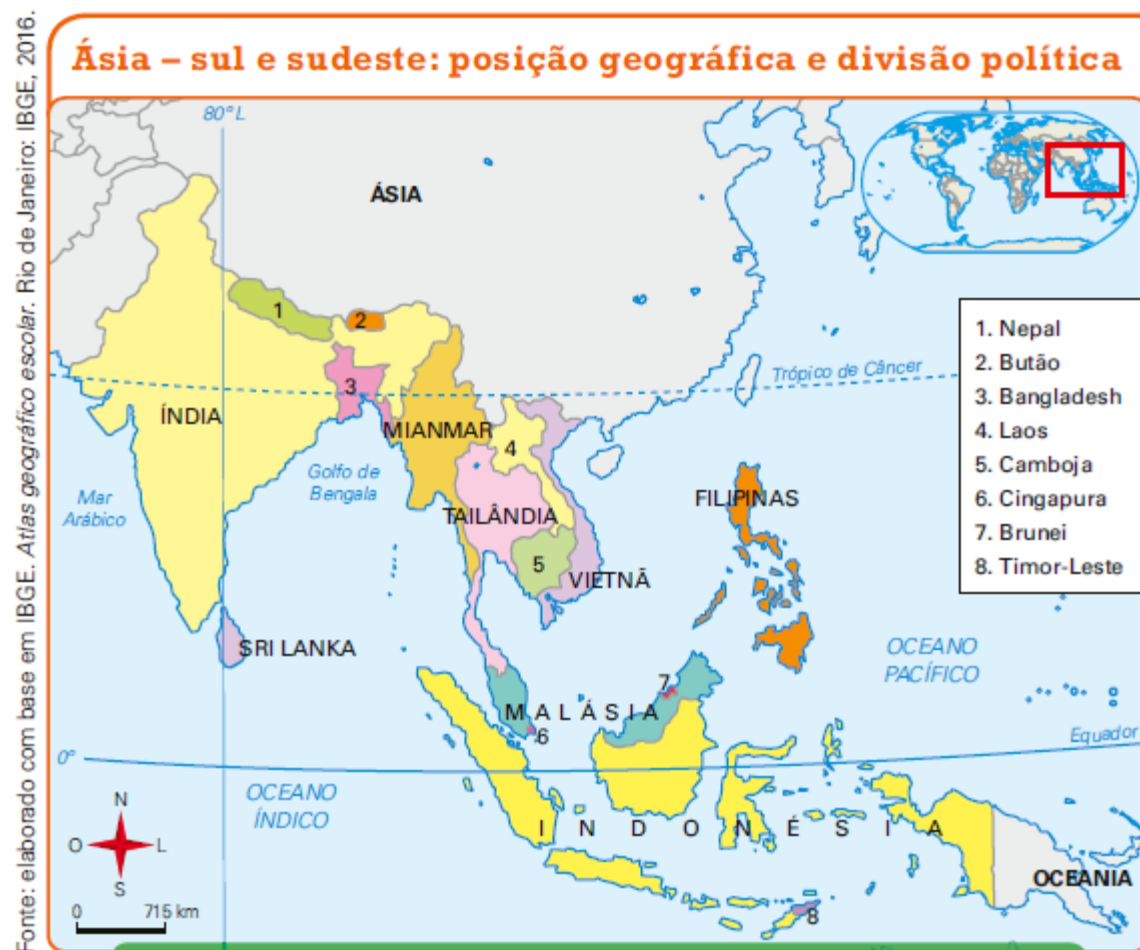 Fonte: elaborado com base em IBGE. Atlas geográfico escolar. Rio de Janeiro: IBGE, 2016.
Ásia – sul e sudeste: posição geográfica e divisão política
80° L
ÁSIA
1
2
3
Trópico de Câncer
ÍNDIA
MIANMAR
4
Golfo de
Bengala
Mar
Arábico
TAILÂNDIA
FILIPINAS
5
VIETNÃ
SRI LANKA
OCEANO
PACÍFICO
7
MALÁSIA
6
Equador
0°
OCEANO
ÍNDICO
INDONÉSIA
OCEANIA
8
N
O
L
S
0 715 km
1. Nepal
2. Butão
3. Bangladesh
4. Laos
5. Camboja
6. Cingapura
7. Brunei
8. Timor-Leste